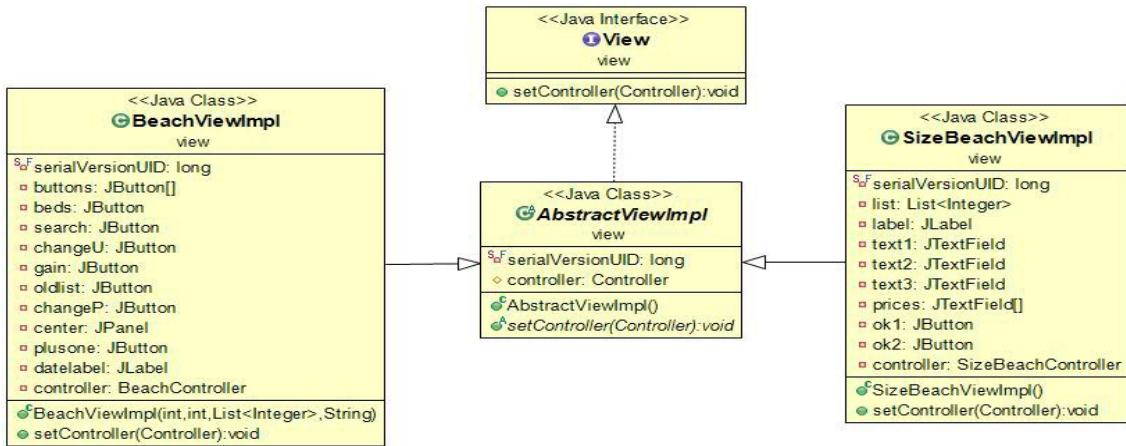 <<Java Interface>>
View
view
setController(Controller):void
<<Java Class>>
BeachViewImpl
view
serialVersionUID: long
buttons: JButton[]
beds: JButton
search: JButton
changeU: JButton
gain: JButton
oldlist: JButton
changeP: JButton
center: JPanel
plusone: JButton
datelabel: JLabel
controller: BeachController
BeachViewImpl(int,int,List<Integer>,String)
setController(Controller):void
<<Java Class>>
AbstractViewImpl
view
serialVersionUID: long
controller: Controller
AbstractViewImpl()
setController(Controller):void
<<Java Class>>
SizeBeachViewImpl
view
serialVersionUID: long
list: List<Integer>
label: JLabel
text1: JTextField
text2: JTextField
text3: JTextField
prices: JTextField[]
ok1: JButton
ok2: JButton
controller: SizeBeachController
SizeBeachViewImpl()
setController(Controller):void